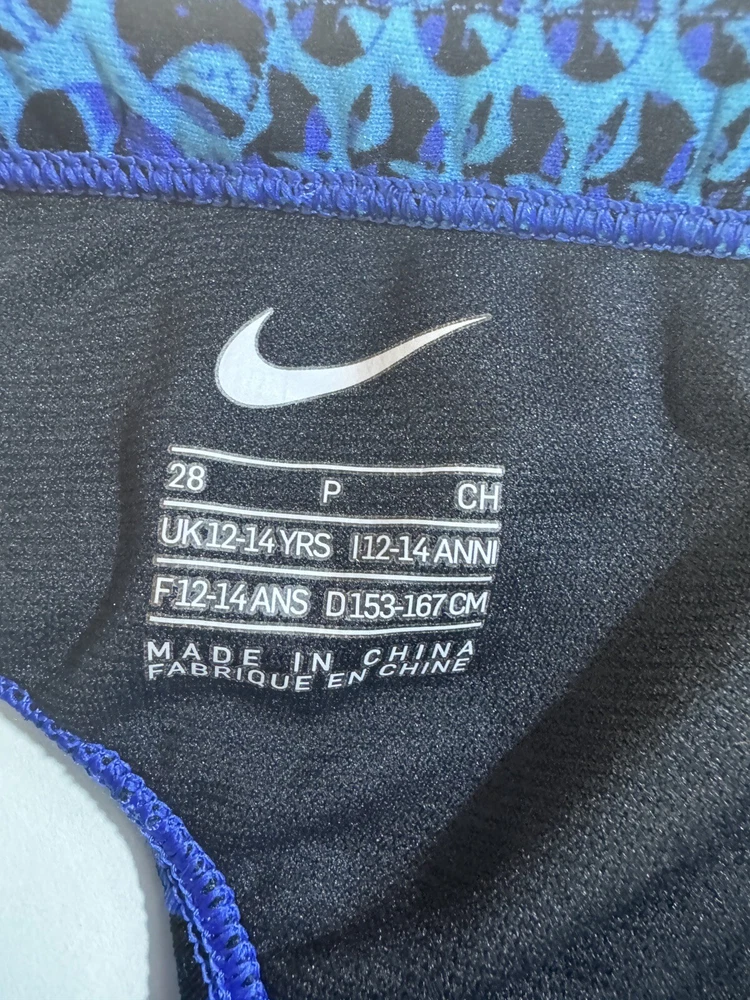 28 P CH
UK 12-14 YRS I 12-14 ANNI
F 12-14 ANS D 153-167 CM
MADE IN CHINA
FABRIQUE EN CHINE